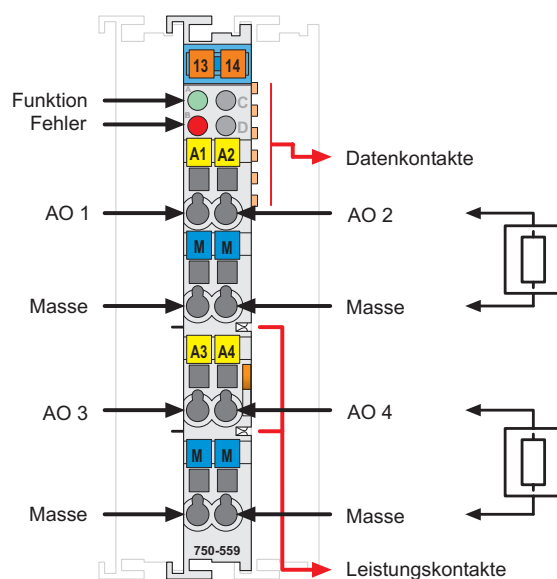 13 14
A C
Funktion
B D
Fehler
A1 A2
Datenkontakte
AO 1
AO 2
M M
Masse
Masse
A3 A4
AO 3
AO 4
M M
Masse
Masse
750-559
Leistungskontakte